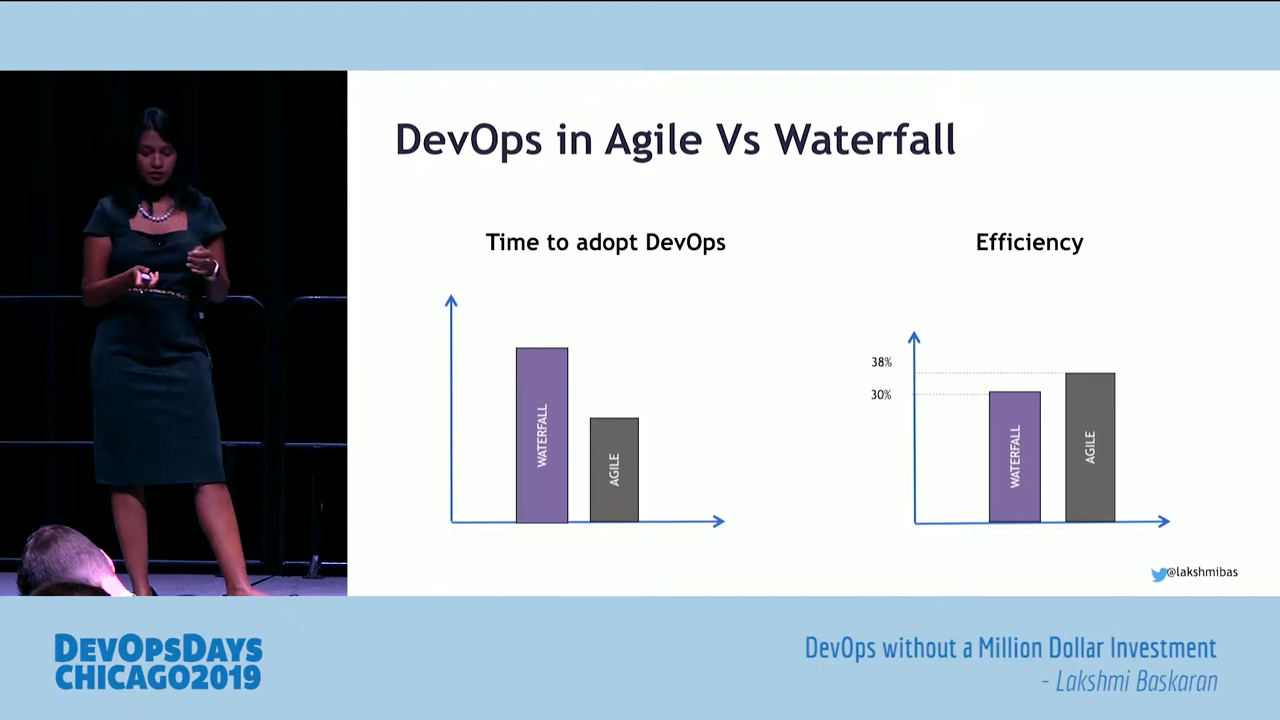 DevOps in Agile Vs Waterfall
Time to adopt DevOps
WATERFALL
AGILE
Efficiency
38%
30%
WATERFALL
AGILE
@lakshmibas
DEVOPSDAYS
CHICAGO2019
DevOps without a Million Dollar Investment
- Lakshmi Baskaran